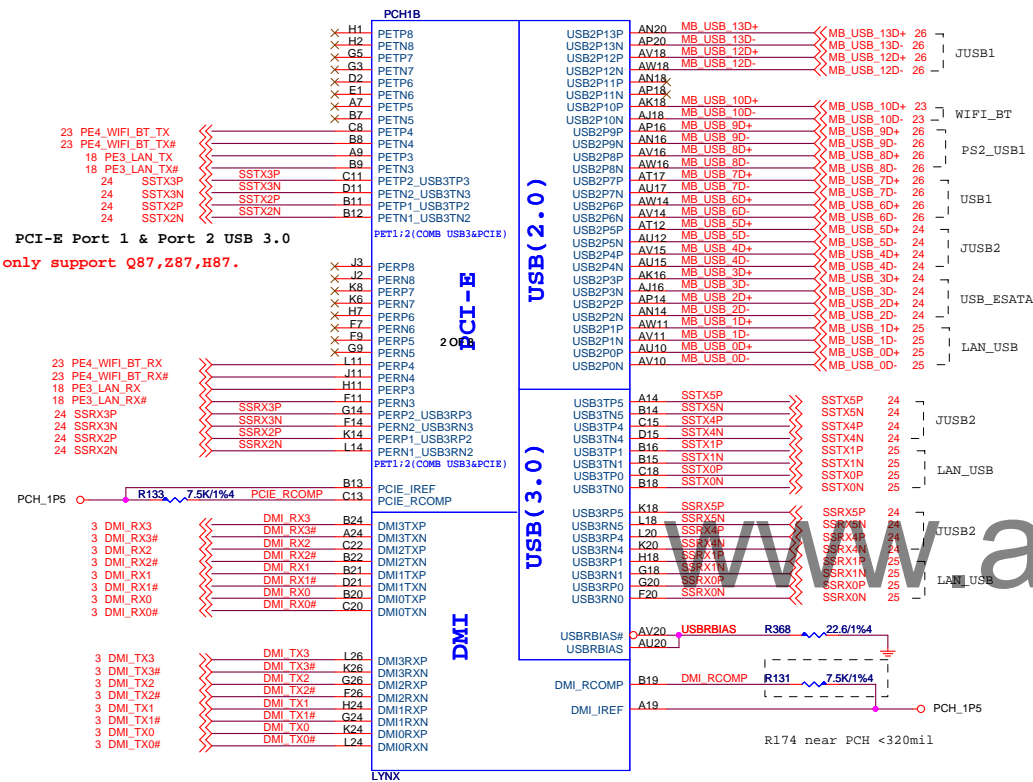 PCH1B
H1 PETP8
H2 PETN8
G5 PETP7
G3 PETN7
D2 PETP6
E1 PETN6
A7 PETP5
B7 PETN5
23 PE4_WIFI_BT_TX C8 PETP4
23 PE4_WIFI_BT_TX# B8 PETN4
18 PE3_LAN_TX A9 PETP3
18 PE3_LAN_TX# B9 PETN3
24 SSTX3P SSTX3P C11 PETP2_USB3TP3
24 SSTX3N SSTX3N D11 PETN2_USB3TN3
24 SSTX2P SSTX2P B11 PETP1_USB3TP2
24 SSTX2N SSTX2N B12 PETN1_USB3TN2
PET1;2(COMB USB3&PCIE)
PCI-E Port 1 & Port 2 USB 3.0
only support Q87,Z87,H87.
J3 PERP8
J2 PERN8
K8 PERP7
K6 PERN7
H7 PERP6
F7 PERN6
F9 PERP5
G9 PERN5
PCI-E
2 OF
23 PE4_WIFI_BT_RX L11 PERP4
23 PE4_WIFI_BT_RX# J11 PERN4
18 PE3_LAN_RX H11 PERP3
18 PE3_LAN_RX# F11 PERN3
24 SSRX3P SSRX3P G14 PERP2_USB3RP3
24 SSRX3N SSRX3N F14 PERN2_USB3RN3
24 SSRX2P SSRX2P K14 PERP1_USB3RP2
24 SSRX2N SSRX2N L14 PERN1_USB3RN2
PET1;2(COMB USB3&PCIE)
B13 PCIE_IREF
PCH_1P5 R133 7.5K/1%4 PCIE_RCOMP C13 PCIE_RCOMP
3 DMI_RX3 DMI_RX3 B24 DMI3TXP
3 DMI_RX3# DMI_RX3# A24 DMI3TXN
3 DMI_RX2 DMI_RX2 C22 DMI2TXP
3 DMI_RX2# DMI_RX2# B22 DMI2TXN
3 DMI_RX1 DMI_RX1 B21 DMI1TXP
3 DMI_RX1# DMI_RX1# D21 DMI1TXN
3 DMI_RX0 DMI_RX0 B20 DMI0TXP
3 DMI_RX0# DMI_RX0# C20 DMI0TXN
DMI
3 DMI_TX3 DMI_TX3 L26 DMI3RXP
3 DMI_TX3# DMI_TX3# K26 DMI3RXN
3 DMI_TX2 DMI_TX2 G26 DMI2RXP
3 DMI_TX2# DMI_TX2# F26 DMI2RXN
3 DMI_TX1 DMI_TX1 H24 DMI1RXP
3 DMI_TX1# DMI_TX1# G24 DMI1RXN
3 DMI_TX0 DMI_TX0 K24 DMI0RXP
3 DMI_TX0# DMI_TX0# L24 DMI0RXN
LYNX
USB(2.0)
USB2P13P AN20 MB_USB_13D+ MB_USB_13D+ 26
USB2P13N AP20 MB_USB_13D- MB_USB_13D- 26
USB2P12P AV18 MB_USB_12D+ MB_USB_12D+ 26
USB2P12N AW18 MB_USB_12D- MB_USB_12D- 26
JUSB1
USB2P11P AN18
USB2P11N AP18
USB2P10P AK18 MB_USB_10D+ MB_USB_10D+ 23
USB2P10N AJ18 MB_USB_10D- MB_USB_10D- 23
WIFI_BT
USB2P9P AP16 MB_USB_9D+ MB_USB_9D+ 26
USB2P9N AN16 MB_USB_9D- MB_USB_9D- 26
USB2P8P AV16 MB_USB_8D+ MB_USB_8D+ 26
USB2P8N AW16 MB_USB_8D- MB_USB_8D- 26
PS2_USB1
USB2P7P AT17 MB_USB_7D+ MB_USB_7D+ 26
USB2P7N AU17 MB_USB_7D- MB_USB_7D- 26
USB2P6P AW14 MB_USB_6D+ MB_USB_6D+ 26
USB2P6N AV14 MB_USB_6D- MB_USB_6D- 26
USB1
USB2P5P AT12 MB_USB_5D+ MB_USB_5D+ 24
USB2P5N AU12 MB_USB_5D- MB_USB_5D- 24
USB2P4P AV15 MB_USB_4D+ MB_USB_4D+ 24
USB2P4N AU15 MB_USB_4D- MB_USB_4D- 24
JUSB2
USB2P3P AK16 MB_USB_3D+ MB_USB_3D+ 24
USB2P3N AJ16 MB_USB_3D- MB_USB_3D- 24
USB2P2P AP14 MB_USB_2D+ MB_USB_2D+ 24
USB2P2N AN14 MB_USB_2D- MB_USB_2D- 24
USB_ESATA
USB2P1P AW11 MB_USB_1D+ MB_USB_1D+ 25
USB2P1N AV11 MB_USB_1D- MB_USB_1D- 25
USB2P0P AU10 MB_USB_0D+ MB_USB_0D+ 25
USB2P0N AV10 MB_USB_0D- MB_USB_0D- 25
LAN_USB
USB(3.0)
USB3TP5 A14 SSTX5P SSTX5P 24
USB3TN5 B14 SSTX5N SSTX5N 24
USB3TP4 C15 SSTX4P SSTX4P 24
USB3TN4 D15 SSTX4N SSTX4N 24
JUSB2
USB3TP1 B16 SSTX1P SSTX1P 25
USB3TN1 B15 SSTX1N SSTX1N 25
USB3TP0 C18 SSTX0P SSTX0P 25
USB3TN0 B18 SSTX0N SSTX0N 25
LAN_USB
USB3RP5 K18 SSRX5P SSRX5P 24
USB3RN5 L18 SSRX5N SSRX5N 24
USB3RP4 L20 SSRX4P SSRX4P 24
USB3RN4 K20 SSRX4N SSRX4N 24
JUSB2
USB3RP1 H18 SSRX1P SSRX1P 25
USB3RN1 G18 SSRX1N SSRX1N 25
USB3RP0 G20 SSRX0P SSRX0P 25
USB3RN0 F20 SSRX0N SSRX0N 25
LAN_USB
www.a
USBRBIAS# AV20 USBRBIAS R368 22.6/1%4
USBRBIAS AU20
DMI_RCOMP B19 DMI_RCOMP R131 7.5K/1%4
DMI_IREF A19 PCH_1P5
R174 near PCH <320mil